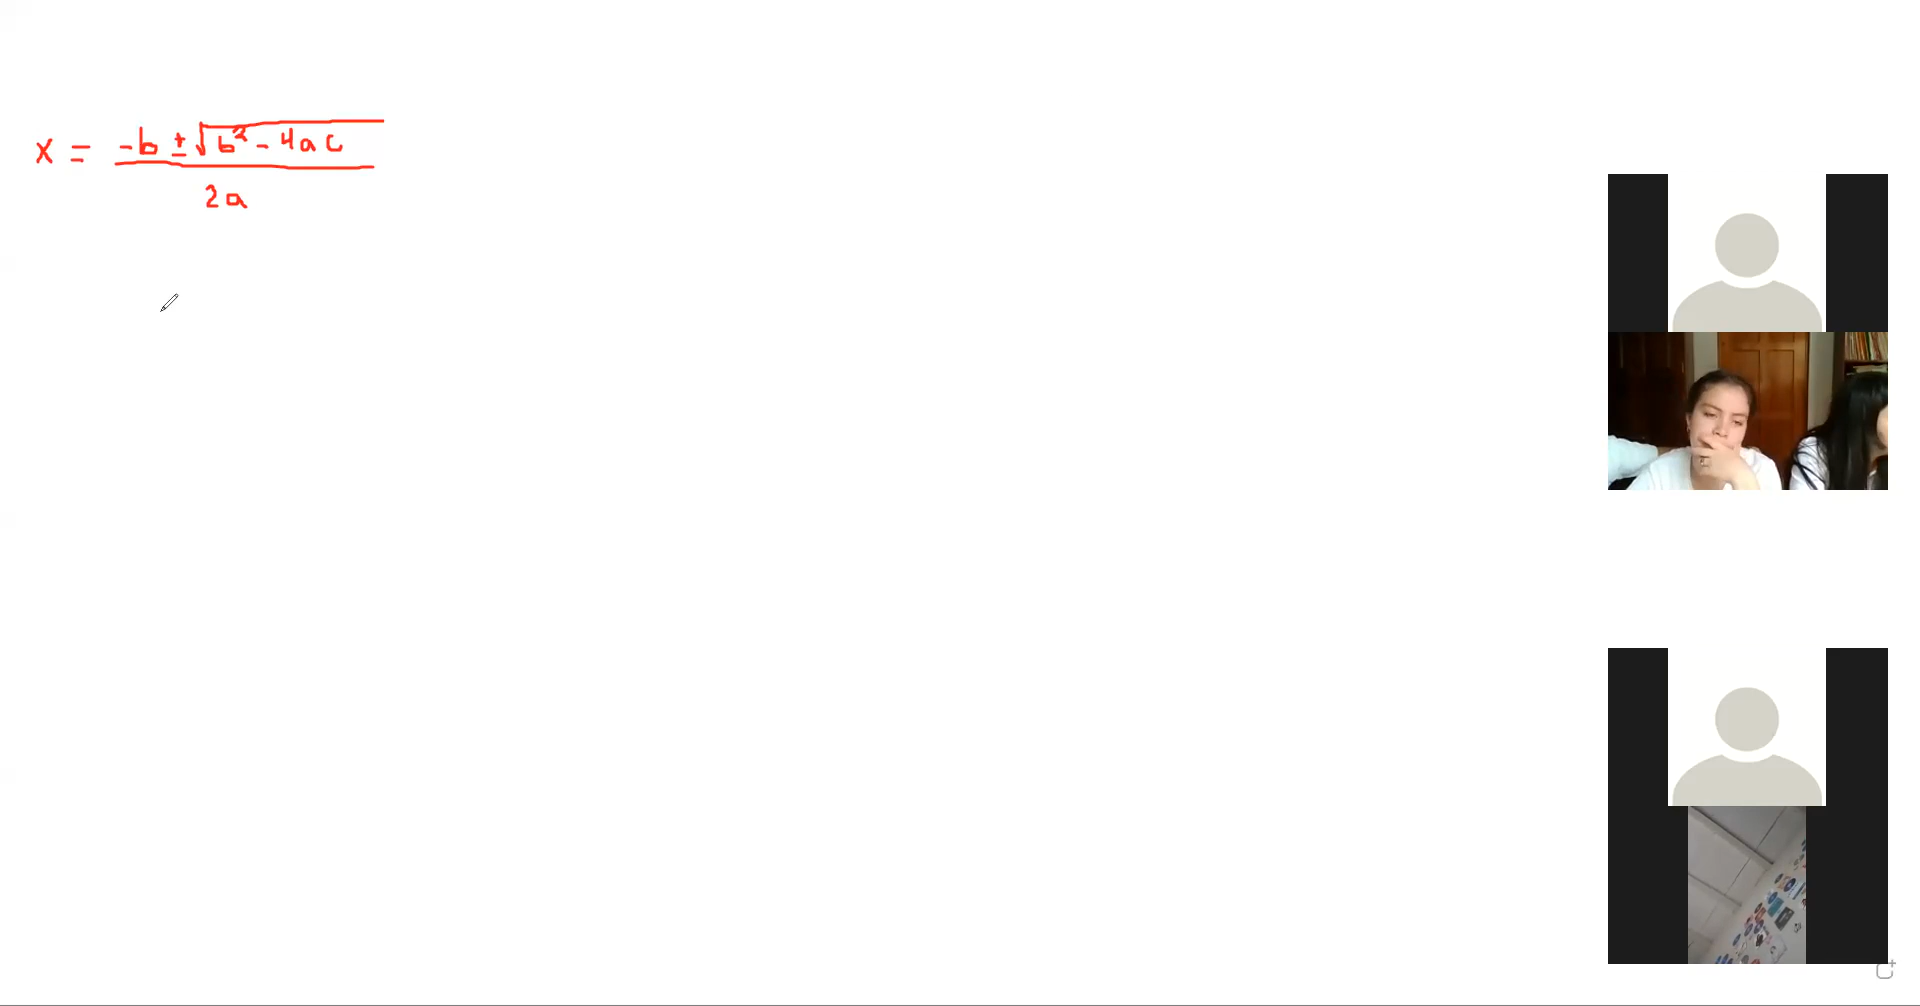 x = -b ± √b² - 4ac
2a